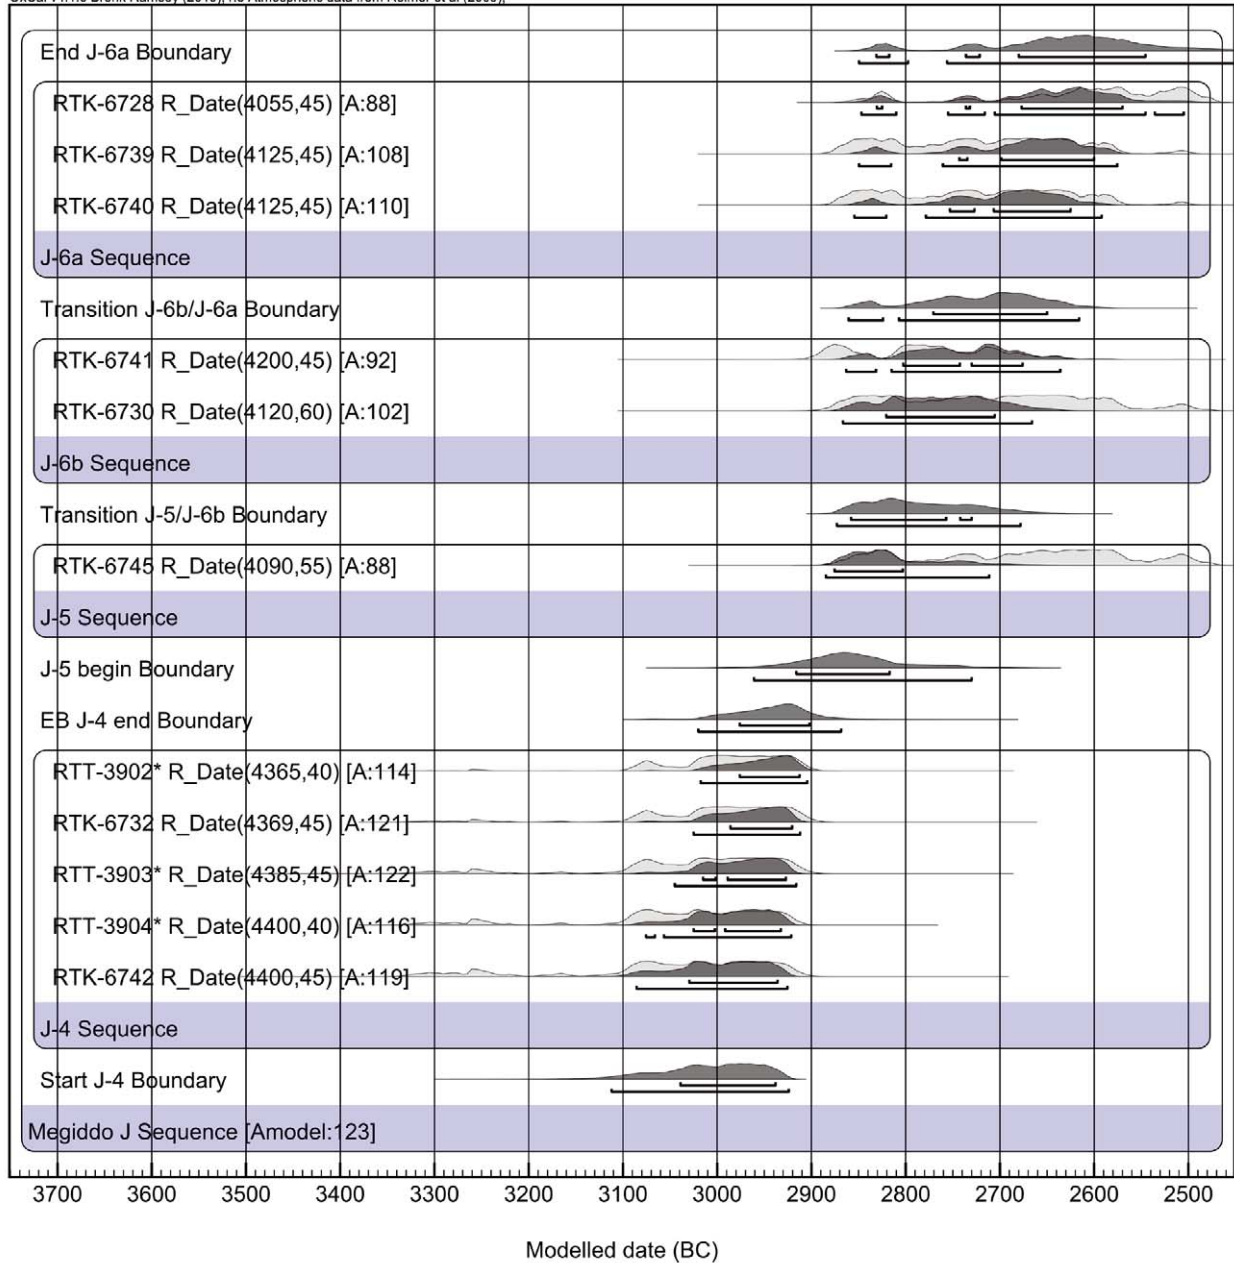 End J-6a Boundary
RTK-6728 R_Date(4055,45) [A:88]
RTK-6739 R_Date(4125,45) [A:108]
RTK-6740 R_Date(4125,45) [A:110]
J-6a Sequence
Transition J-6b/J-6a Boundary
RTK-6741 R_Date(4200,45) [A:92]
RTK-6730 R_Date(4120,60) [A:102]
J-6b Sequence
Transition J-5/J-6b Boundary
RTK-6745 R_Date(4090,55) [A:88]
J-5 Sequence
J-5 begin Boundary
EB J-4 end Boundary
RTT-3902* R_Date(4365,40) [A:114]
RTK-6732 R_Date(4369,45) [A:121]
RTT-3903* R_Date(4385,45) [A:122]
RTT-3904* R_Date(4400,40) [A:116]
RTK-6742 R_Date(4400,45) [A:119]
J-4 Sequence
Start J-4 Boundary
Megiddo J Sequence [Amodel:123]
3700 3600 3500 3400 3300 3200 3100 3000 2900 2800 2700 2600 2500
Modelled date (BC)